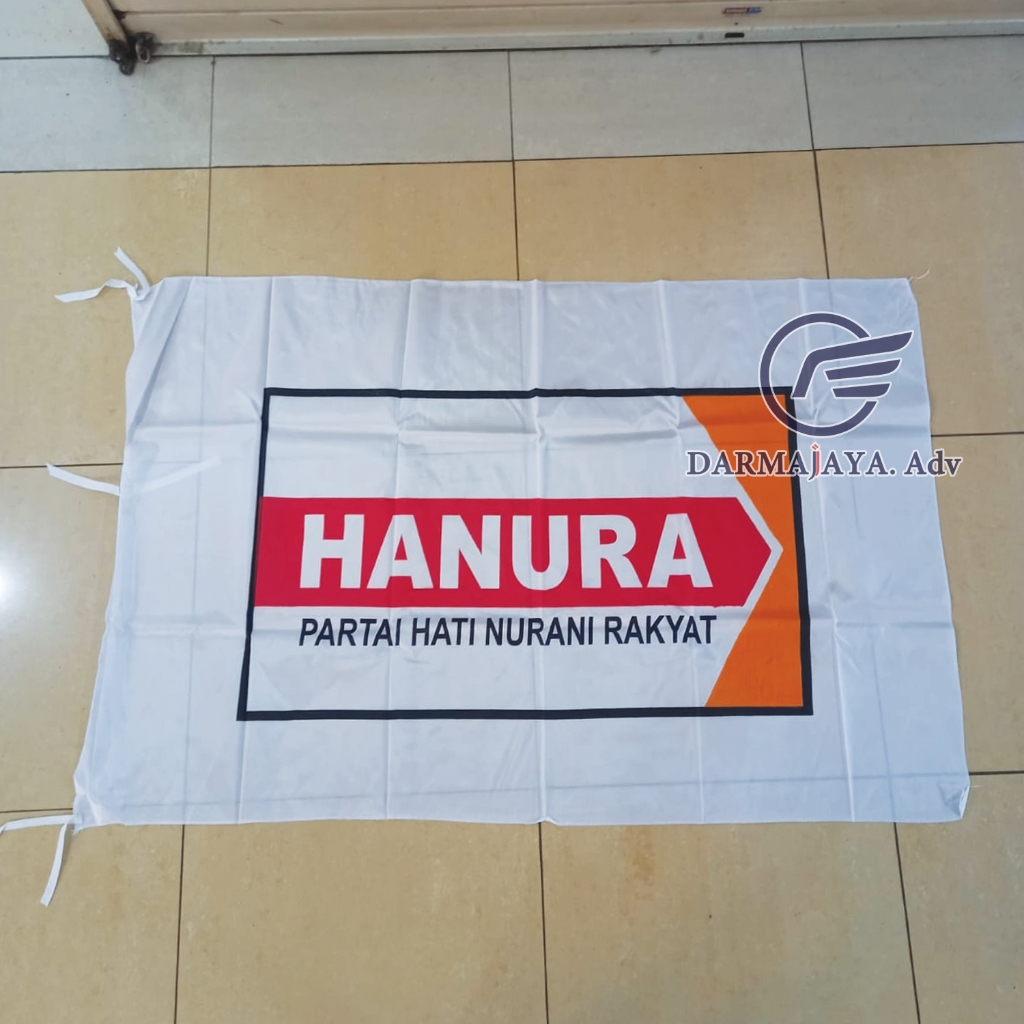 DARMAJAYA. Adv
HANURA
PARTAI HATI NURANI RAKYAT